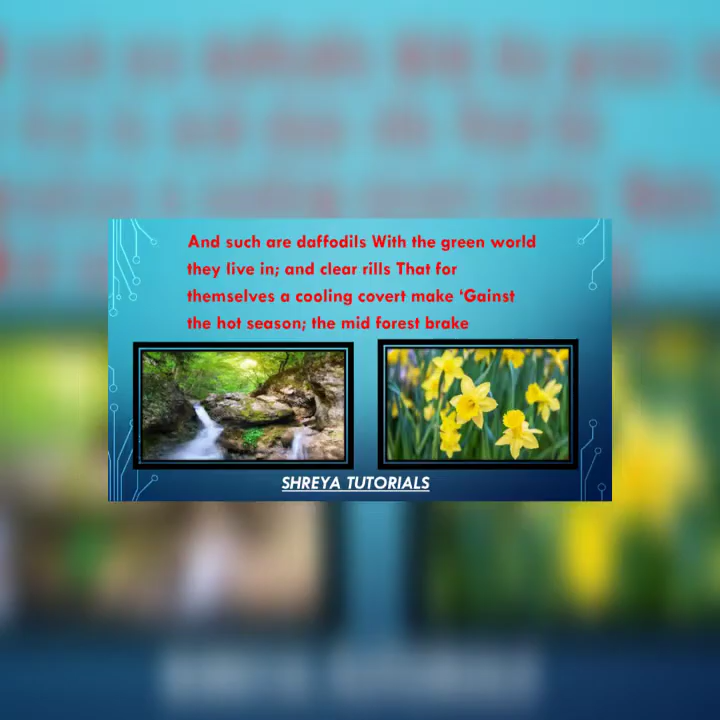 And such are daffodils With the green world
they live in; and clear rills That for
themselves a cooling covert make ‘Gainst
the hot season; the mid forest brake
SHREYA TUTORIALS